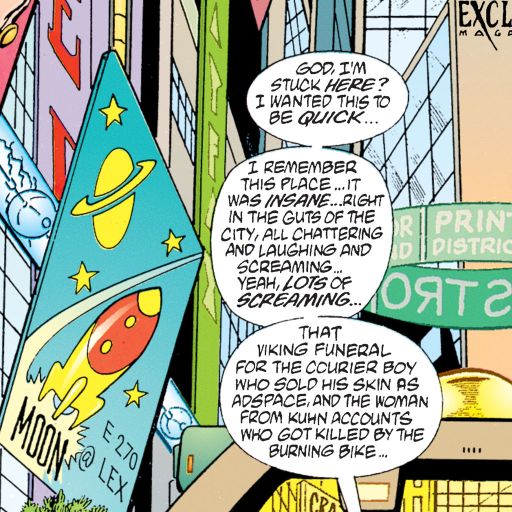 EXCL
MAGA
GOD, I'M
STUCK HERE?
I WANTED THIS TO
BE QUICK...
I REMEMBER
THIS PLACE...IT
WAS INSANE...RIGHT
IN THE GUTS OF THE
CITY, ALL CHATTERING
AND LAUGHING AND
SCREAMING...
YEAH, LOTS OF
SCREAMING...
PRINT
DISTRIC
THAT
VIKING FUNERAL
FOR THE COURIER BOY
WHO SOLD HIS SKIN AS
ADSPACE, AND THE WOMAN
FROM KUHN ACCOUNTS
WHO GOT KILLED BY THE
BURNING BIKE...
MOON
@
E 270
LEX